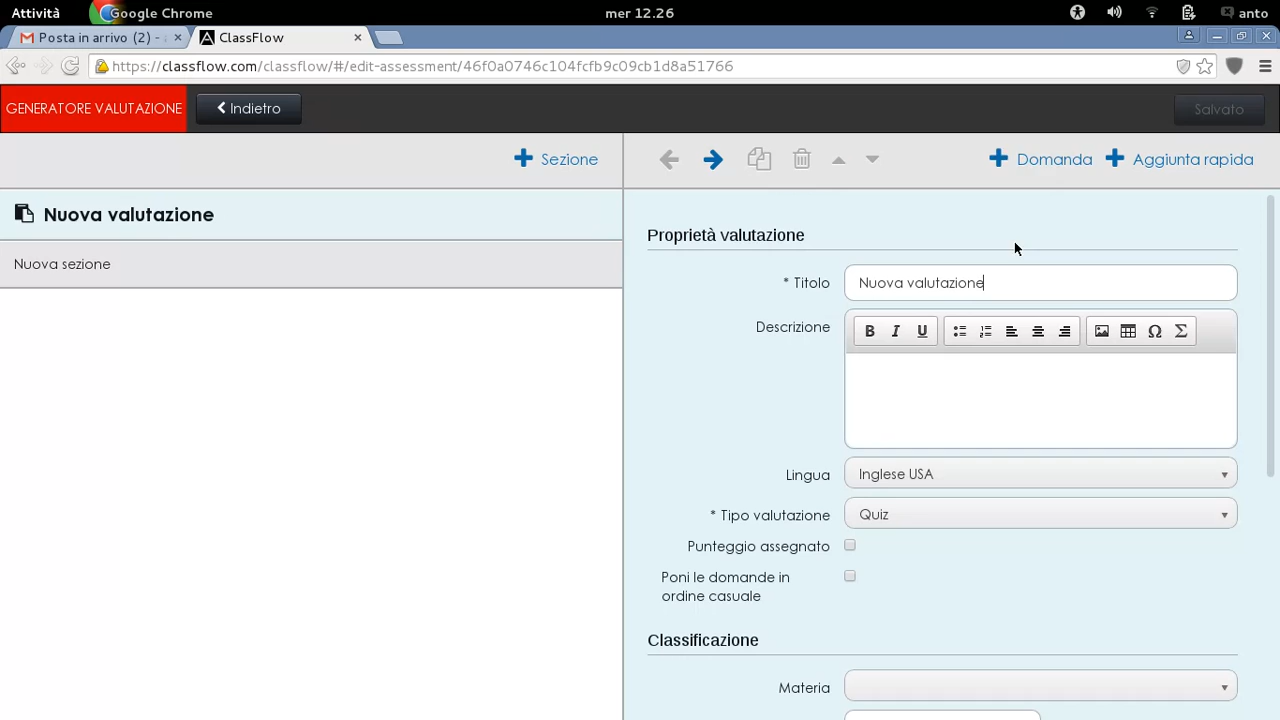 Attività
Google Chrome
mer 12.26
anto
Posta in arrivo (2) -
ClassFlow
https://classflow.com/classflow/#/edit-assessment/46f0a0746c104fcfb9c09cb1d8a51766
GENERATORE VALUTAZIONE
Indietro
Salvato
Sezione
Domanda
Aggiunta rapida
Nuova valutazione
Nuova sezione
Proprietà valutazione
* Titolo
Nuova valutazione
Descrizione
B I U Ω Σ
Lingua
Inglese USA
* Tipo valutazione
Quiz
Punteggio assegnato
Poni le domande in
ordine casuale
Classificazione
Materia